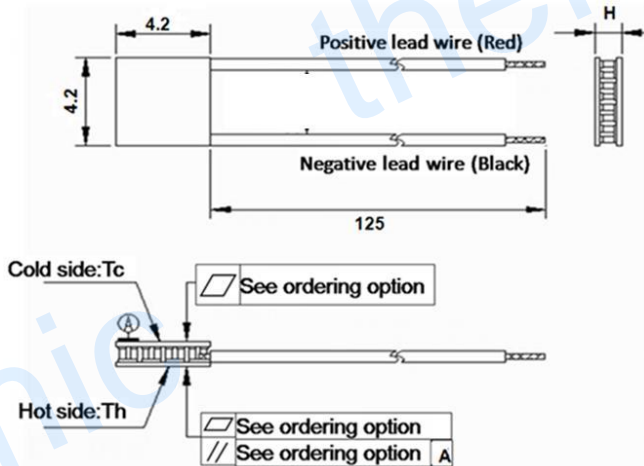 4.2
H
Positive lead wire (Red)
4.2
Negative lead wire (Black)
125
Cold side:Tc
See ordering option
A
Hot side:Th
See ordering option
// See ordering option A